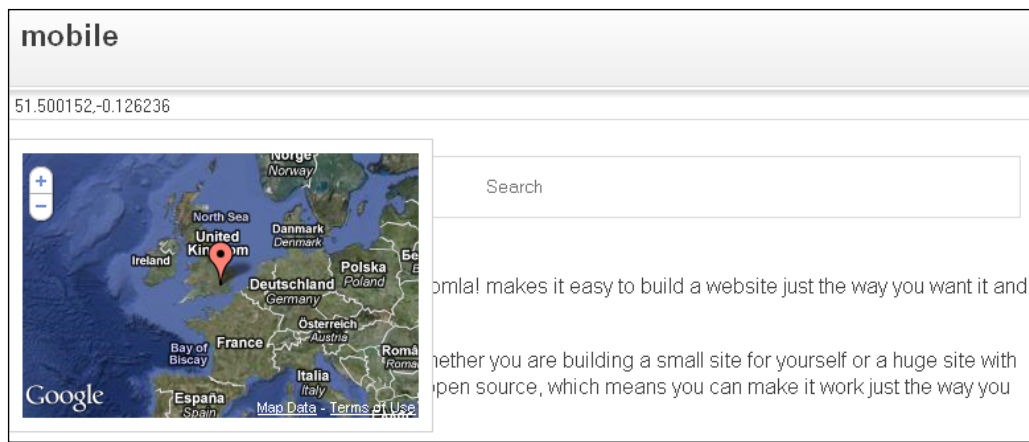 mobile
51.500152,-0.126236
Norge
Norway
+
−
Search
North Sea
Danmark
Denmark
United
Kingdom
Ireland
Polska
Poland
Deutschland
Germany
omla! makes it easy to build a website just the way you want it and
Österreich
Austria
Bay of
Biscay
France
Româ
Roma
hether you are building a small site for yourself or a huge site with
Italia
Italy
pen source, which means you can make it work just the way you
Google
España
Spain
Map Data - Terms of Use